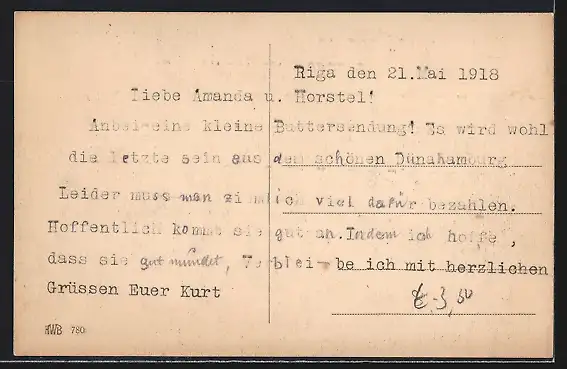 Riga den 21.Mai 1918
Liebe Amanda u. Horstel!
Anbei eine kleine Buttersendung! Es wird wohl
die letzte sein aus dem schönen Dünahamburg
Leider muss man ziemlich viel dafür bezahlen.
Hoffentlich kommt sie gut an. Indem ich hoffe,
dass sie gut mundet, Verblei-be ich mit herzlichen
Grüssen Euer Kurt
3,50
HWB 780